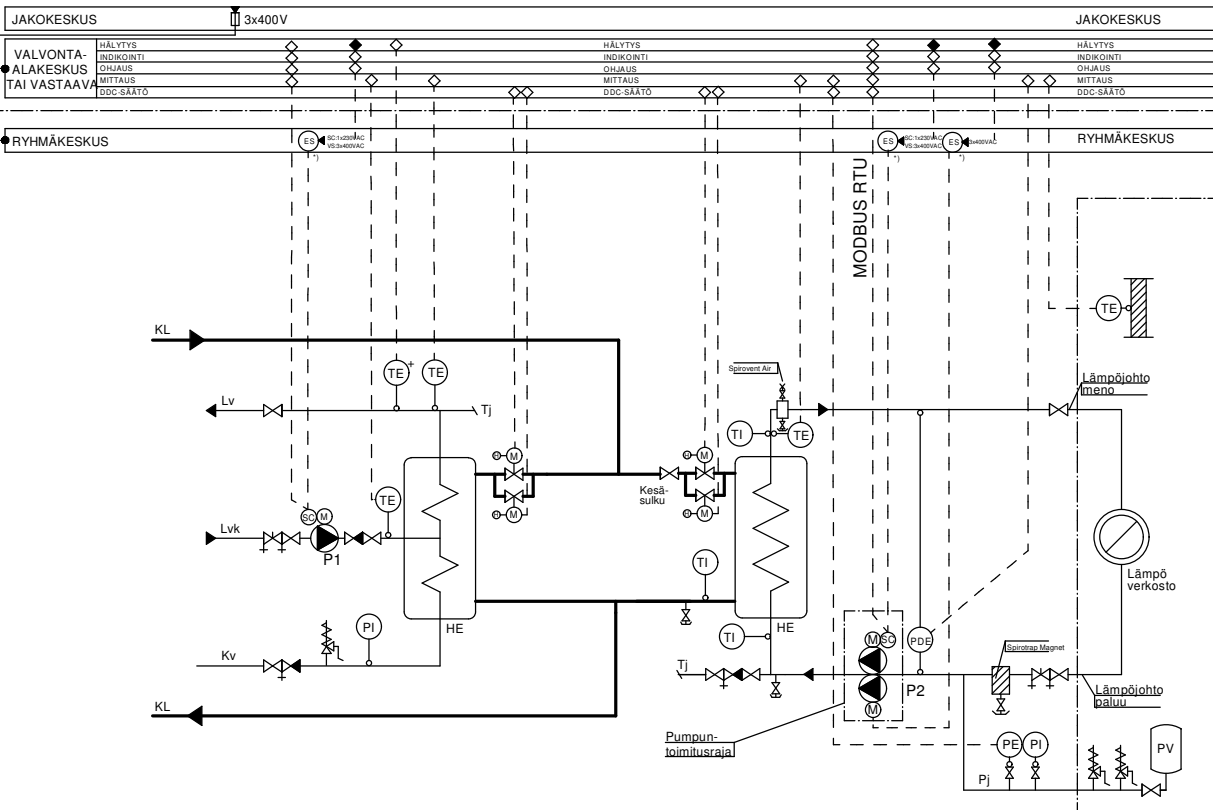 JAKOKESKUS
3x400V
JAKOKESKUS
VALVONTA-
ALAKESKUS
TAI VASTAAVA
HÄLYTYS
INDIKOINTI
OHJAUS
MITTAUS
DDC-SÄÄTÖ
HÄLYTYS
INDIKOINTI
OHJAUS
MITTAUS
DDC-SÄÄTÖ
HÄLYTYS
INDIKOINTI
OHJAUS
MITTAUS
DDC-SÄÄTÖ
RYHMÄKESKUS
ES
SC:1x230VAC
VS:3x400VAC
*)
ES
SC:1x230VAC
VS:3x400VAC
*)
ES
3x400VAC
*)
RYHMÄKESKUS
MODBUS RTU
TE
KL
TE
+
TE
Spirovent Air
Lämpöjohto
meno
Lv
Tj
TI
TE
H
M
H
M
TE
Kesä-
sulku
H
M
H
M
SC
M
Lvk
P1
TI
Lämpö
verkosto
HE
PI
TI
HE
M
SC
PDE
Spirotrap Magnet
Kv
Tj
P2
Lämpöjohto
paluu
M
KL
Pumpun-
toimitusraja
PE
PI
PV
Pj